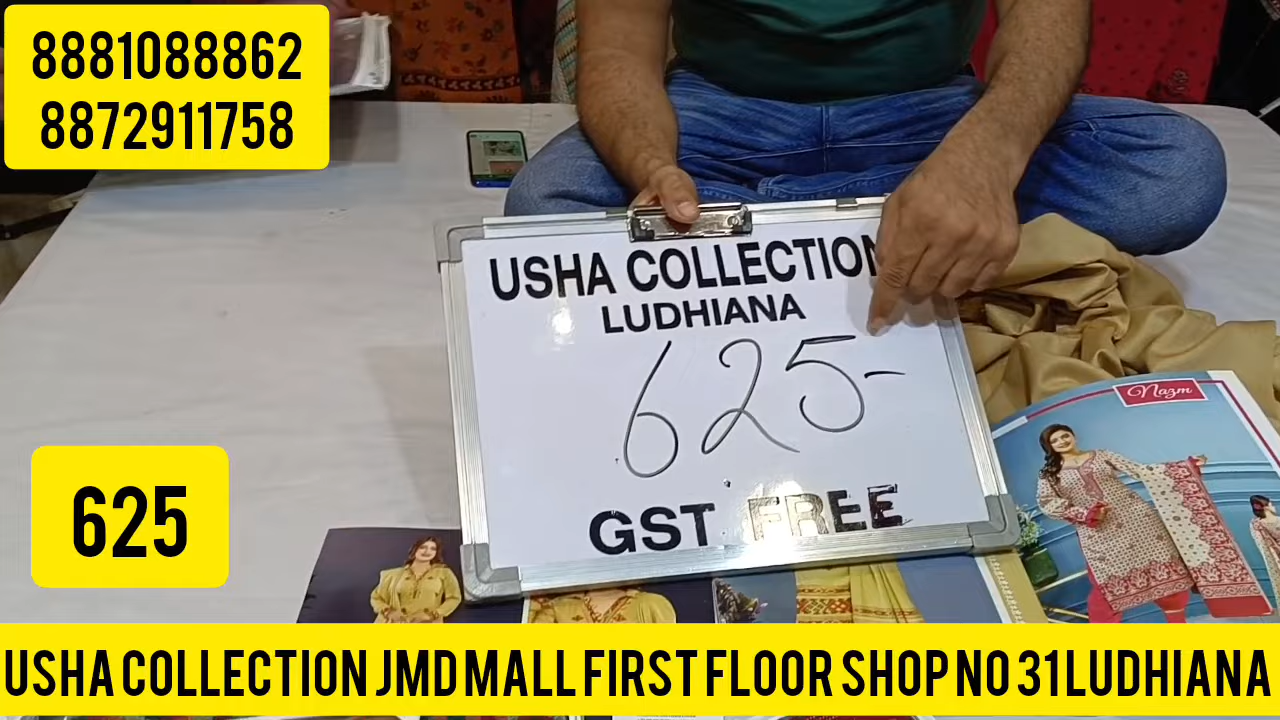 8881088862
8872911758
USHA COLLECTION
LUDHIANA
625-
GST FREE
Nazm
625
USHA COLLECTION JMD MALL FIRST FLOOR SHOP NO 31 LUDHIANA